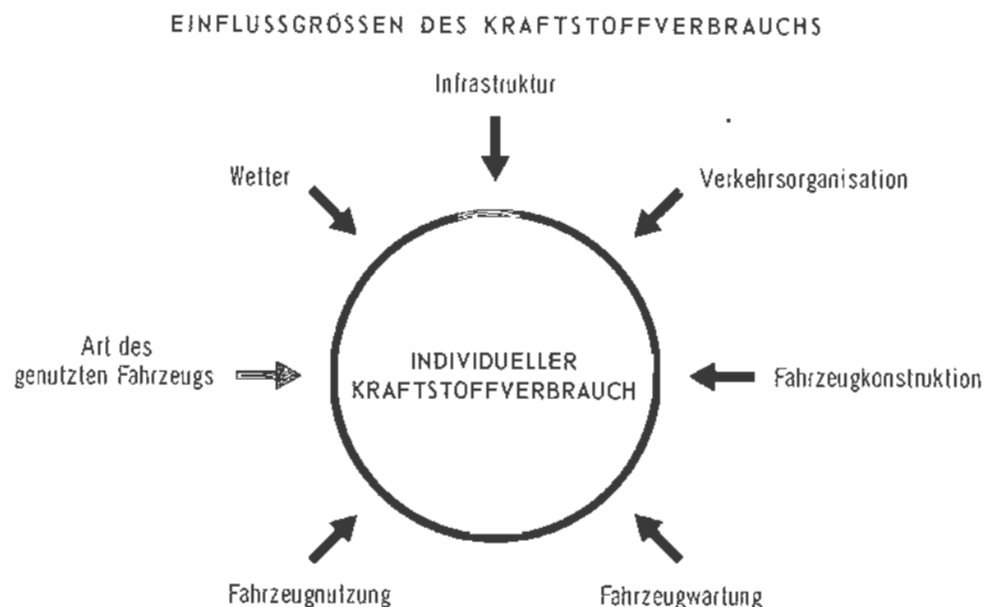 EINFLUSSGRÖSSEN DES KRAFTSTOFFVERBRAUCHS
Infrastruktur
Wetter
Verkehrsorganisation
Art des
genutzten Fahrzeugs
INDIVIDUELLER
KRAFTSTOFFVERBRAUCH
Fahrzeugkonstruktion
Fahrzeugnutzung
Fahrzeugwartung